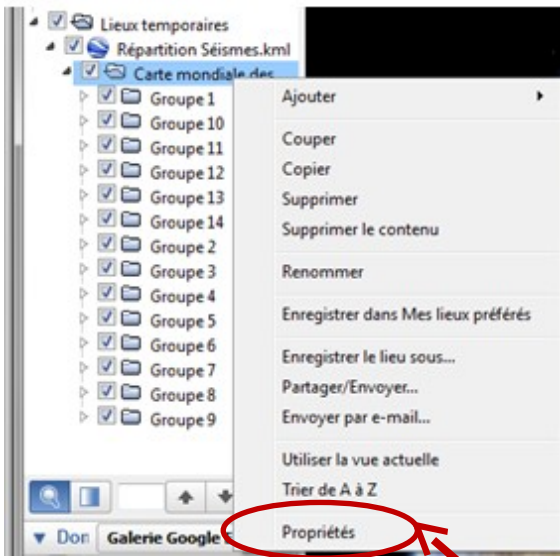 Lieux temporaires
Répartition Séismes.kml
Carte mondiale des
Groupe 1
Groupe 10
Groupe 11
Groupe 12
Groupe 13
Groupe 14
Groupe 2
Groupe 3
Groupe 4
Groupe 5
Groupe 6
Groupe 7
Groupe 8
Groupe 9
Ajouter
Couper
Copier
Supprimer
Supprimer le contenu
Renommer
Enregistrer dans Mes lieux préférés
Enregistrer le lieu sous...
Partager/Envoyer...
Envoyer par e-mail...
Utiliser la vue actuelle
Trier de A à Z
Propriétés
Don Galerie Google